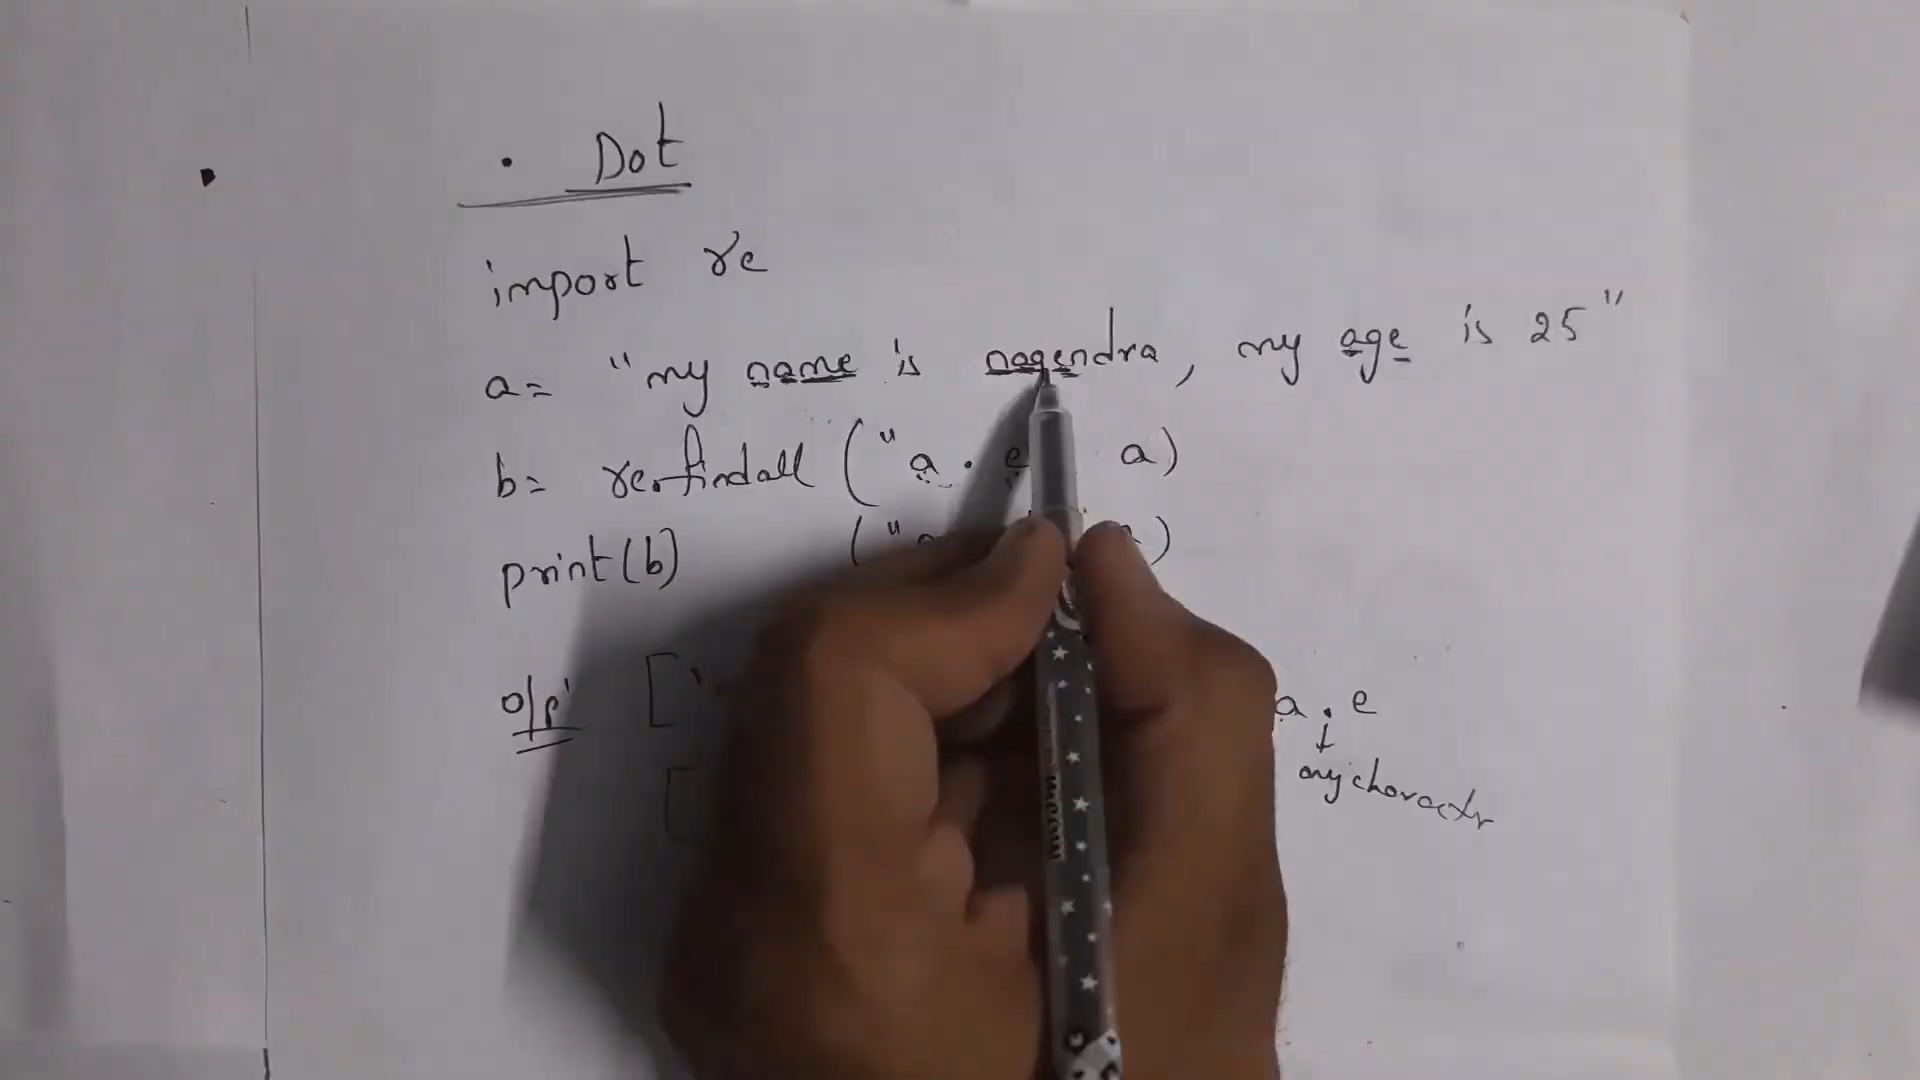 . Dot
import re
a= "my name is nagendra, my age is 25"
b= re.findall ("a . e a)
print(b) (" a)
o/p' ['
[
a . e
↓
any character